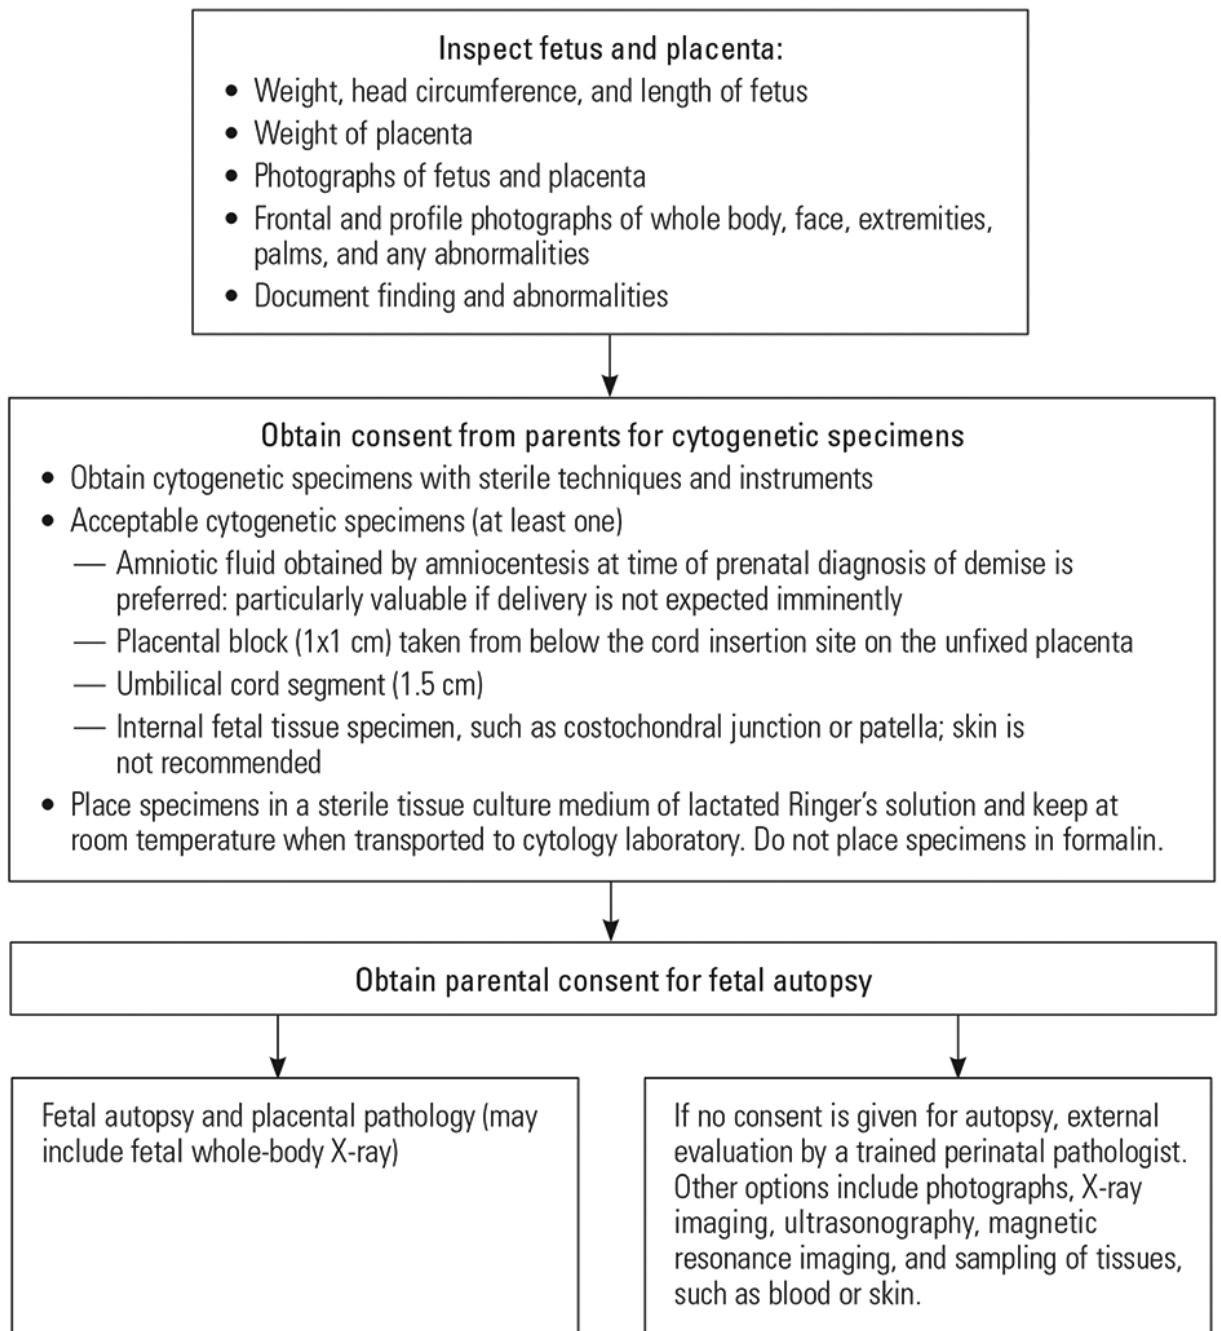 Inspect fetus and placenta:
• Weight, head circumference, and length of fetus
• Weight of placenta
• Photographs of fetus and placenta
• Frontal and profile photographs of whole body, face, extremities,
palms, and any abnormalities
• Document finding and abnormalities
Obtain consent from parents for cytogenetic specimens
• Obtain cytogenetic specimens with sterile techniques and instruments
• Acceptable cytogenetic specimens (at least one)
— Amniotic fluid obtained by amniocentesis at time of prenatal diagnosis of demise is
preferred: particularly valuable if delivery is not expected imminently
— Placental block (1x1 cm) taken from below the cord insertion site on the unfixed placenta
— Umbilical cord segment (1.5 cm)
— Internal fetal tissue specimen, such as costochondral junction or patella; skin is
not recommended
• Place specimens in a sterile tissue culture medium of lactated Ringer's solution and keep at
room temperature when transported to cytology laboratory. Do not place specimens in formalin.
Obtain parental consent for fetal autopsy
Fetal autopsy and placental pathology (may
include fetal whole-body X-ray)
If no consent is given for autopsy, external
evaluation by a trained perinatal pathologist.
Other options include photographs, X-ray
imaging, ultrasonography, magnetic
resonance imaging, and sampling of tissues,
such as blood or skin.